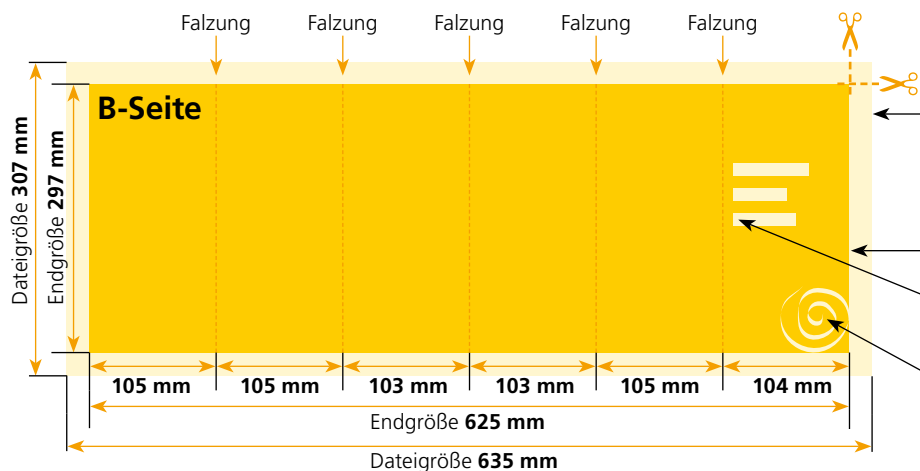 Falzung Falzung Falzung Falzung Falzung
B-Seite
Dateigröße 307 mm
Endgröße 297 mm
105 mm 105 mm 103 mm 103 mm 105 mm 104 mm
Endgröße 625 mm
Dateigröße 635 mm